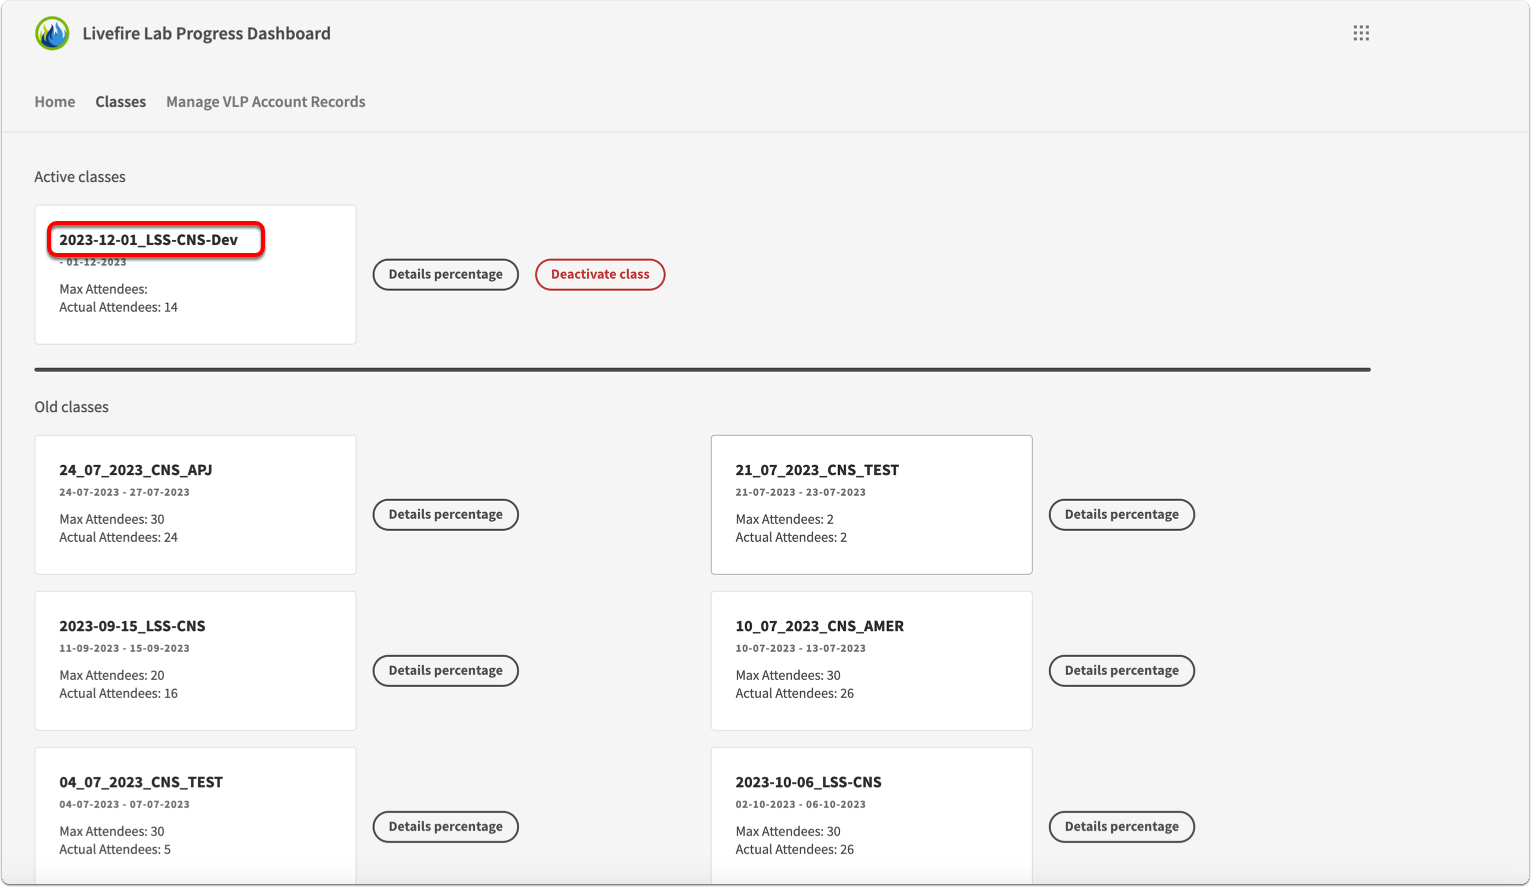 Livefire Lab Progress Dashboard
Home Classes Manage VLP Account Records
Active classes
2023-12-01_LSS-CNS-Dev
- 01-12-2023
Max Attendees:
Actual Attendees: 14
Details percentage
Deactivate class
Old classes
24_07_2023_CNS_APJ
24-07-2023 - 27-07-2023
Max Attendees: 30
Actual Attendees: 24
Details percentage
21_07_2023_CNS_TEST
21-07-2023 - 23-07-2023
Max Attendees: 2
Actual Attendees: 2
Details percentage
2023-09-15_LSS-CNS
11-09-2023 - 15-09-2023
Max Attendees: 20
Actual Attendees: 16
Details percentage
10_07_2023_CNS_AMER
10-07-2023 - 13-07-2023
Max Attendees: 30
Actual Attendees: 26
Details percentage
04_07_2023_CNS_TEST
04-07-2023 - 07-07-2023
Max Attendees: 30
Actual Attendees: 5
Details percentage
2023-10-06_LSS-CNS
02-10-2023 - 06-10-2023
Max Attendees: 30
Actual Attendees: 26
Details percentage